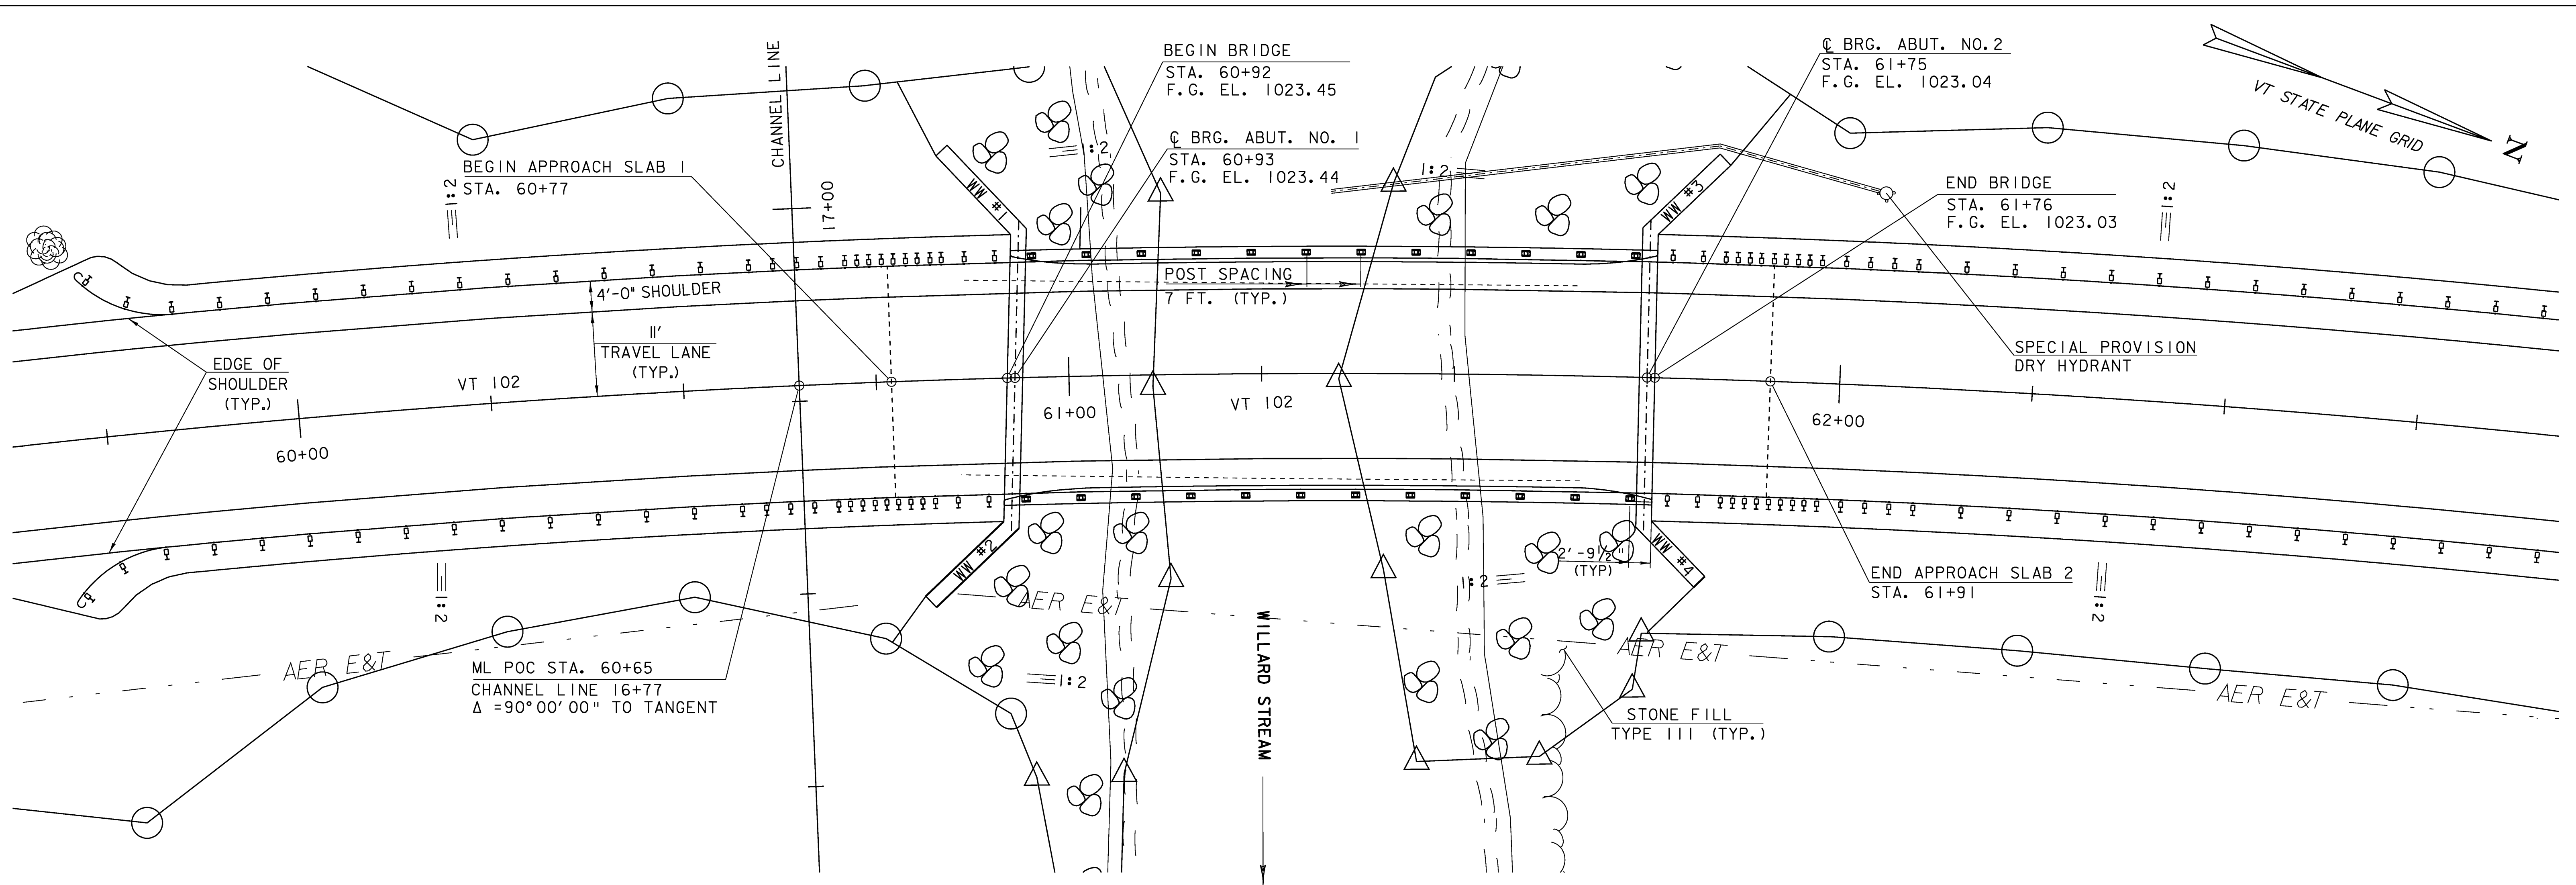 BEGIN BRIDGE
STA. 60+92
F.G. EL. 1023.45
℄ BRG. ABUT. NO. 1
STA. 60+93
F.G. EL. 1023.44
℄ BRG. ABUT. NO.2
STA. 61+75
F.G. EL. 1023.04
VT STATE PLANE GRID
N
CHANNEL LINE
17+00
BEGIN APPROACH SLAB 1
STA. 60+77
1:2
1:2
1:2
1:2
END BRIDGE
STA. 61+76
F.G. EL. 1023.03
WW #1
WW #3
POST SPACING
7 FT. (TYP.)
4'-0" SHOULDER
11'
TRAVEL LANE
(TYP.)
EDGE OF
SHOULDER
(TYP.)
VT 102
VT 102
60+00
61+00
62+00
SPECIAL PROVISION
DRY HYDRANT
WW #2
WW #4
2'-9½"
(TYP)
1:2
1:2
1:2
1:2
END APPROACH SLAB 2
STA. 61+91
AER E&T
AER E&T
AER E&T
AER E&T
WILLARD STREAM
ML POC STA. 60+65
CHANNEL LINE 16+77
Δ =90°00'00" TO TANGENT
STONE FILL
TYPE III (TYP.)